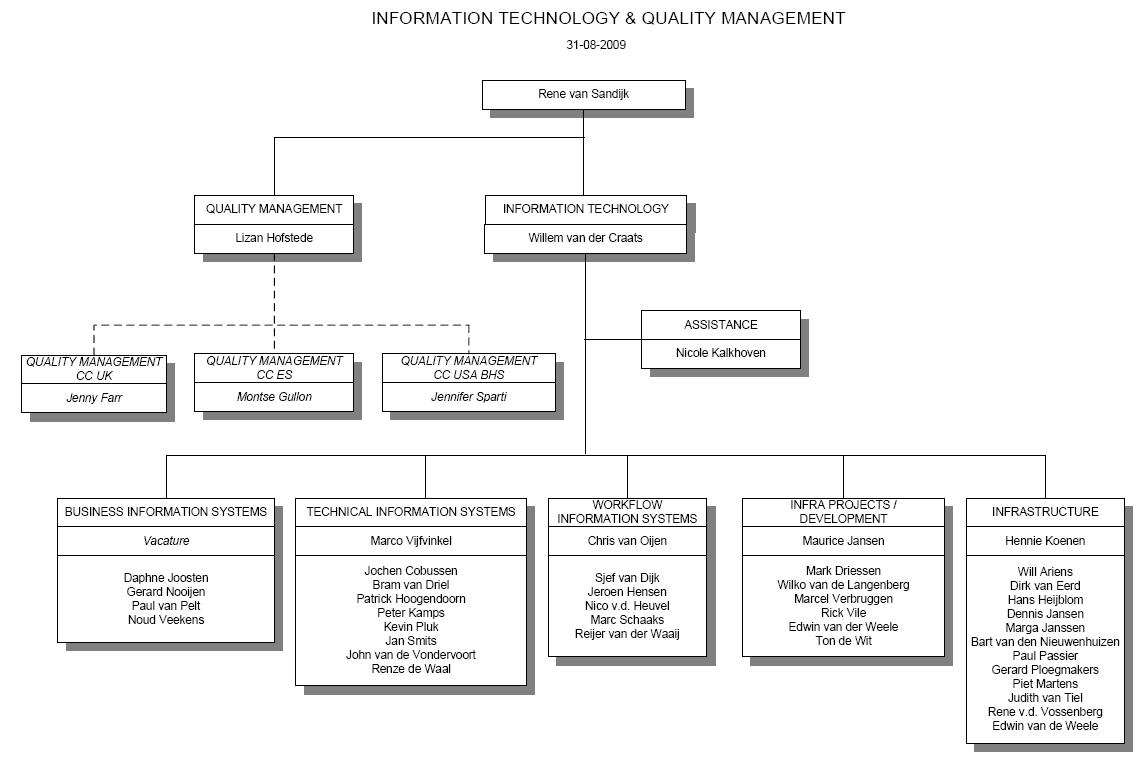 INFORMATION TECHNOLOGY & QUALITY MANAGEMENT
31-08-2009
Rene van Sandijk
QUALITY MANAGEMENT
Lizan Hofstede
INFORMATION TECHNOLOGY
Willem van der Craats
ASSISTANCE
Nicole Kalkhoven
QUALITY MANAGEMENT
CC UK
Jenny Farr
QUALITY MANAGEMENT
CC ES
Montse Gullon
QUALITY MANAGEMENT
CC USA BHS
Jennifer Sparti
BUSINESS INFORMATION SYSTEMS
Vacature
Daphne Joosten
Gerard Nooijen
Paul van Pelt
Noud Veekens
TECHNICAL INFORMATION SYSTEMS
Marco Vijfvinkel
Jochen Cobussen
Bram van Driel
Patrick Hoogendoorn
Peter Kamps
Kevin Pluk
Jan Smits
John van de Vondervoort
Renze de Waal
WORKFLOW
INFORMATION SYSTEMS
Chris van Oijen
Sjef van Dijk
Jeroen Hensen
Nico v.d. Heuvel
Marc Schaaks
Reijer van der Waaij
INFRA PROJECTS /
DEVELOPMENT
Maurice Jansen
Mark Driessen
Wilko van de Langenberg
Marcel Verbruggen
Rick Vile
Edwin van der Weele
Ton de Wit
INFRASTRUCTURE
Hennie Koenen
Will Ariens
Dirk van Eerd
Hans Heijblom
Dennis Jansen
Marga Janssen
Bart van den Nieuwenhuizen
Paul Passier
Gerard Ploegmakers
Piet Martens
Judith van Tiel
Rene v.d. Vossenberg
Edwin van de Weele